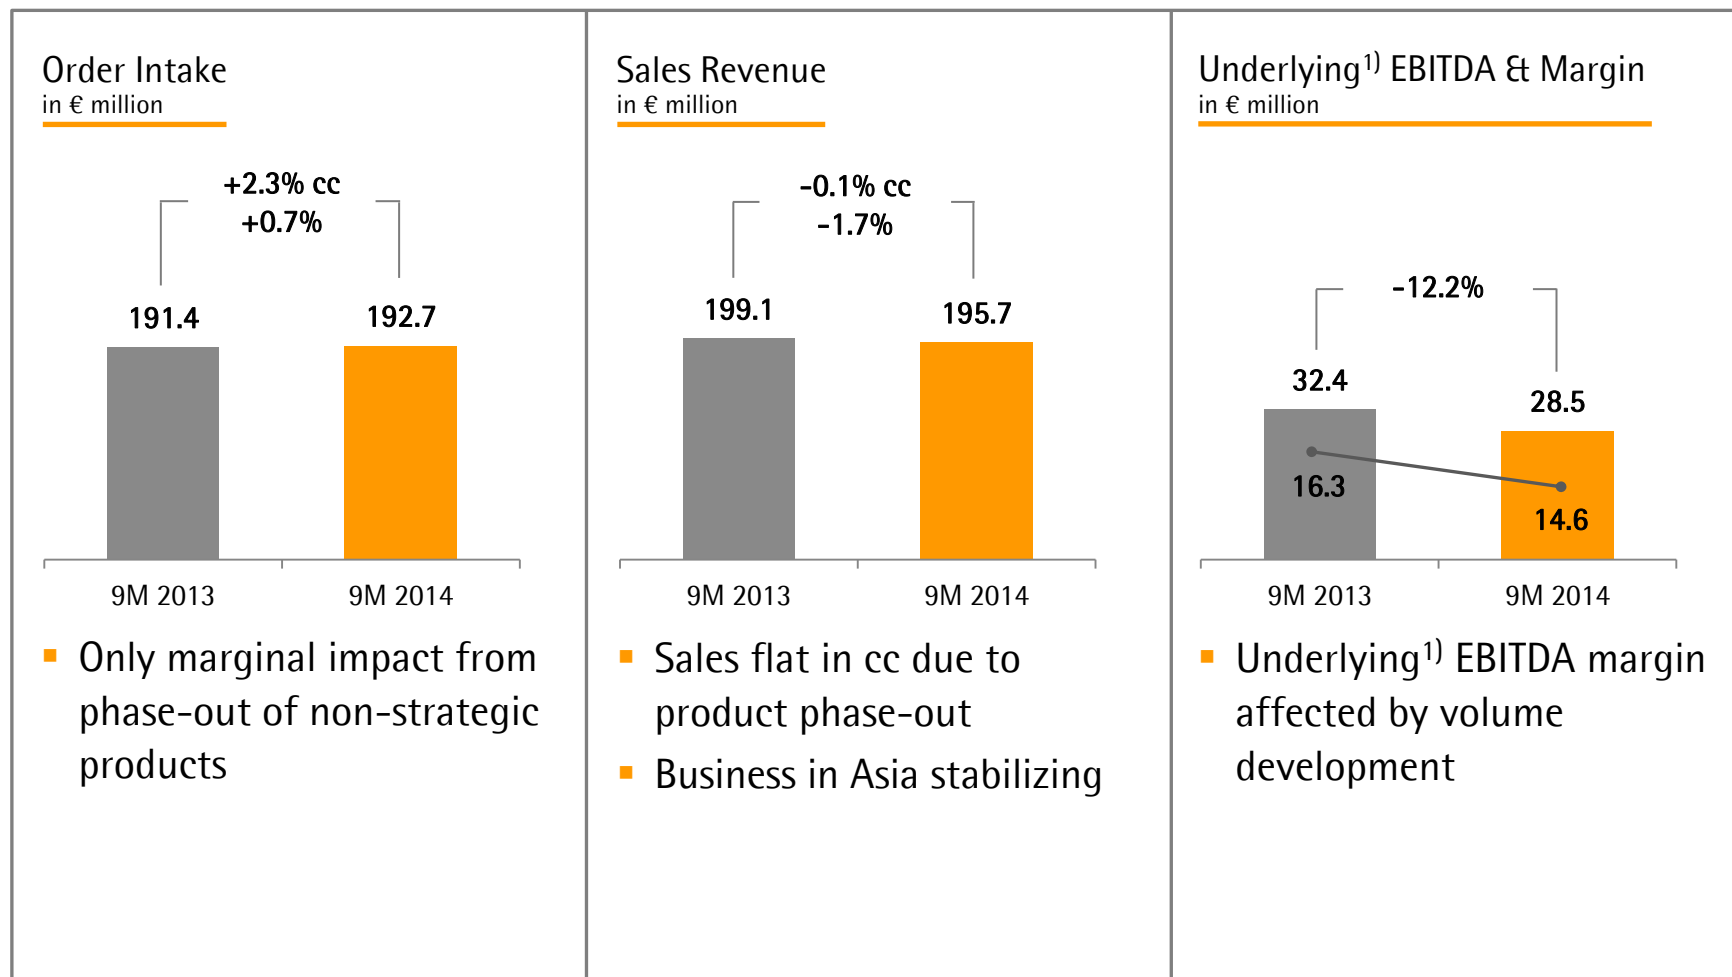 Order Intake
in € million
+2.3% cc
+0.7%
191.4
192.7
9M 2013
9M 2014
▪ Only marginal impact from
phase-out of non-strategic
products
Sales Revenue
in € million
-0.1% cc
-1.7%
199.1
195.7
9M 2013
9M 2014
▪ Sales flat in cc due to
product phase-out
▪ Business in Asia stabilizing
Underlying1) EBITDA & Margin
in € million
-12.2%
32.4
28.5
16.3
14.6
9M 2013
9M 2014
▪ Underlying1) EBITDA margin
affected by volume
development